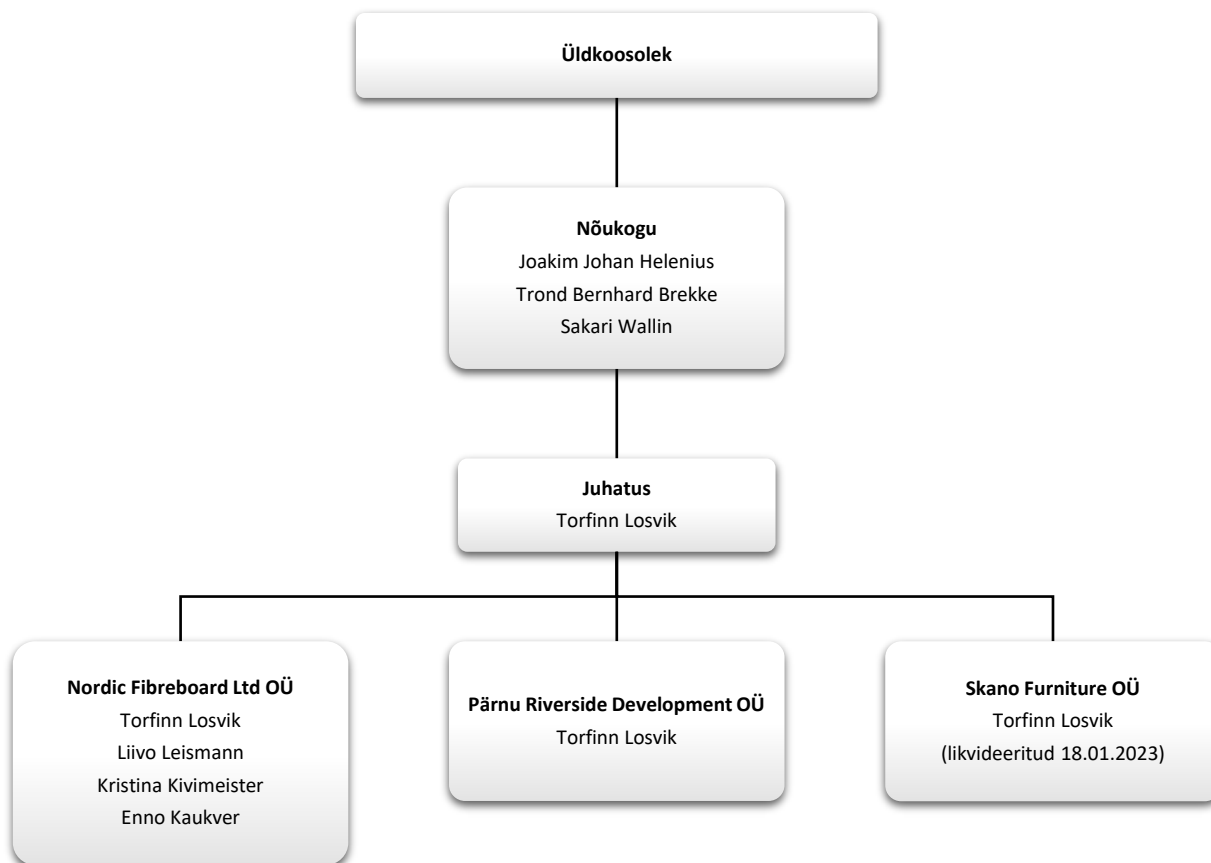 Üldkoosolek
Nõukogu
Joakim Johan Helenius
Trond Bernhard Brekke
Sakari Wallin
Juhatus
Torfinn Losvik
Nordic Fibreboard Ltd OÜ
Torfinn Losvik
Liivo Leismann
Kristina Kivimeister
Enno Kaukver
Pärnu Riverside Development OÜ
Torfinn Losvik
Skano Furniture OÜ
Torfinn Losvik
(likvideeritud 18.01.2023)